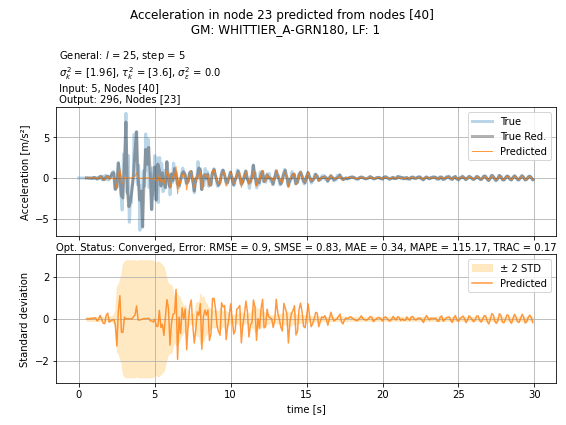 Acceleration in node 23 predicted from nodes [40]
GM: WHITTIER_A-GRN180, LF: 1
General: l = 25, step = 5
σ²ₖ = [1.96], τ²ₖ = [3.6], σ²ε = 0.0
Input: 5, Nodes [40]
Output: 296, Nodes [23]
Acceleration [m/s²]
5
0
−5
True
True Red.
Predicted
Opt. Status: Converged, Error: RMSE = 0.9, SMSE = 0.83, MAE = 0.34, MAPE = 115.17, TRAC = 0.17
Standard deviation
2
0
−2
± 2 STD
Predicted
0 5 10 15 20 25 30
time [s]